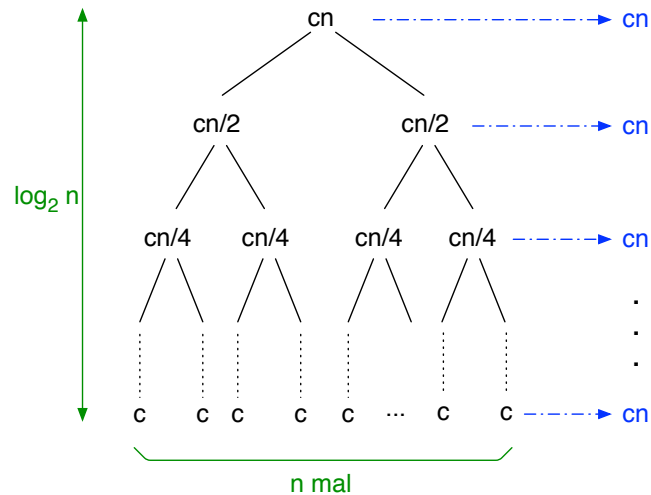 cn cn
cn/2 cn/2 cn
log₂ n
cn/4 cn/4 cn/4 cn/4 cn
c c c c c ... c c cn
n mal